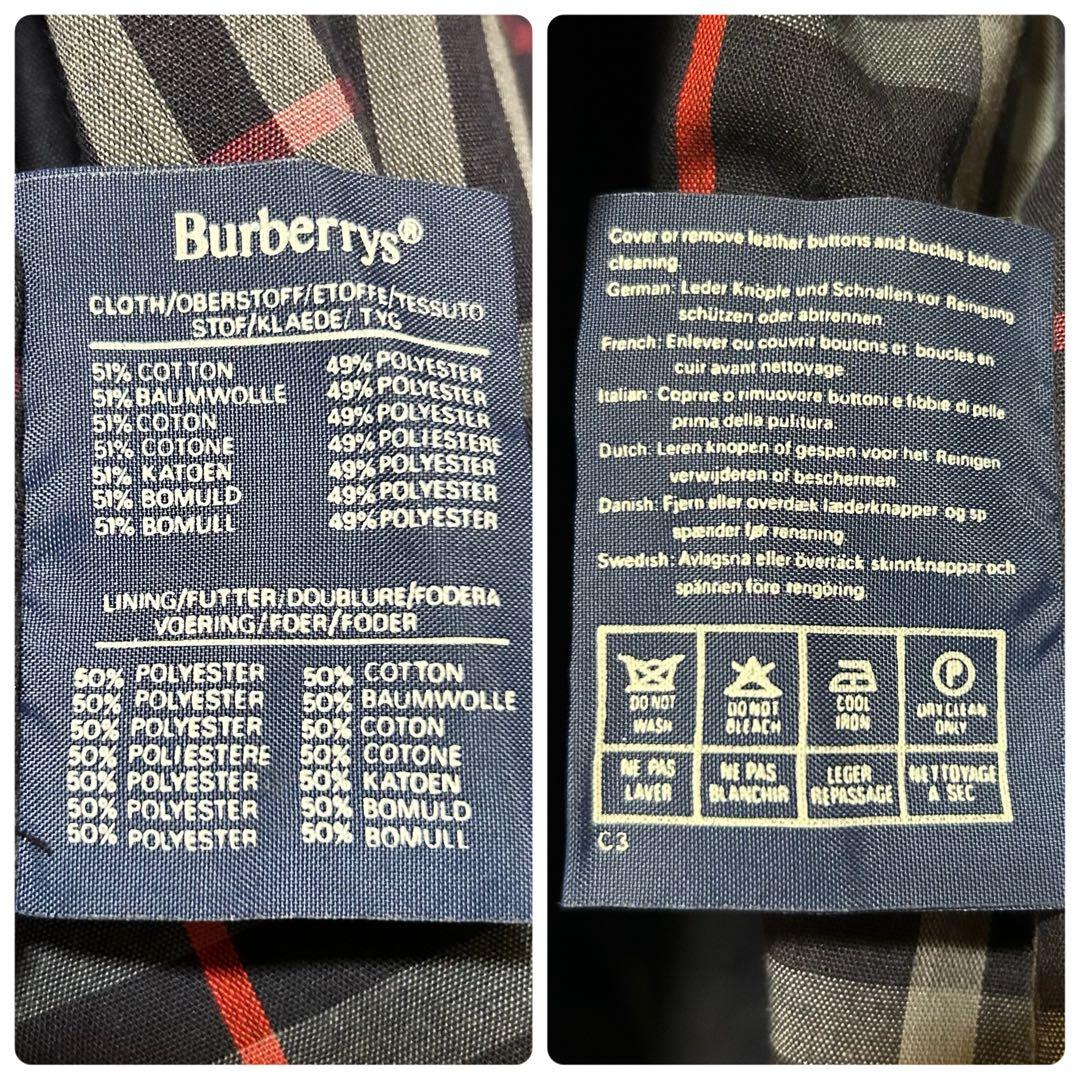 Burberrys®
CLOTH/OBERSTOFF/ETOFFE/TESSUTO
STOF/KLAEDE/ TYG
51% COTTON 49% POLYESTER
51% BAUMWOLLE 49% POLYESTER
51% COTON 49% POLYESTER
51% COTONE 49% POLIESTERE
51% KATOEN 49% POLYESTER
51% BOMULD 49% POLYESTER
51% BOMULL 49% POLYESTER
LINING/FUTTER/DOUBLURE/FODERA
VOERING/FOER/FODER
50% POLYESTER 50% COTTON
50% POLYESTER 50% BAUMWOLLE
50% POLYESTER 50% COTON
50% POLIESTERE 50% COTONE
50% POLYESTER 50% KATOEN
50% POLYESTER 50% BOMULD
50% POLYESTER 50% BOMULL
Cover or remove leather buttons and buckles before
cleaning
German: Leder Knöpfe und Schnallen vor Reinigung
schützen oder abtrennen
French: Enlever ou couvrir boutons et boucles en
cuir avant nettoyage
Italian: Coprire o rimuovere bottoni e fibbie di pelle
prima della pulitura
Dutch: Leren knopen of gespen voor het Reinigen
verwijderen of beschermen
Danish: Fjern eller overdæk læderknapper og sp
spænder før rensning
Swedish: Avlagsna eller övertäck skinnknappar och
spännen före rengöring
DO NOT WASH
DO NOT BLEACH
COOL IRON
P
DRY CLEAN ONLY
NE PAS LAVER
NE PAS BLANCHIR
LEGER REPASSAGE
NETTOYAGE A SEC
C3